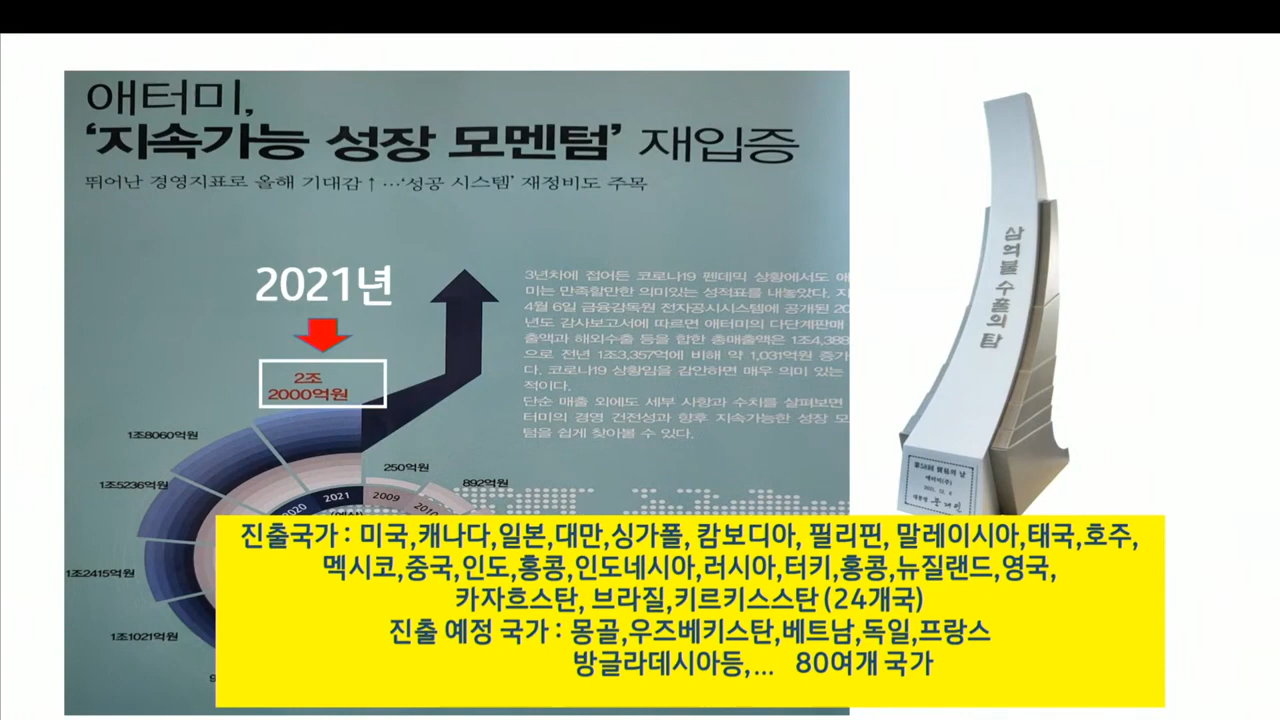 애터미,
‘지속가능 성장 모멘텀’ 재입증
뛰어난 경영지표로 올해 기대감↑…‘성공 시스템’ 재정비도 주목
2021년
2조
2000억원
1조8060억원
1조5236억원
1조2415억원
1조1021억원
2020
2021
2009
250억원
892억원
3년차에 접어든 코로나19 펜데믹 상황에서도 애
미는 만족할만한 의미있는 성적표를 내놓았다. 지
4월 6일 금융감독원 전자공시시스템에 공개된 20
년도 감사보고서에 따르면 애터미의 다단계판매
출액과 해외수출 등을 합한 총매출액은 1조4,388
으로 전년 1조3,357억에 비해 약 1,031억원 증가
다. 코로나19 상황임을 감안하면 매우 의미 있는
적이다.
단순 매출 외에도 세부 사항과 수치를 살펴보면
터미의 경영 건전성과 향후 지속가능한 성장 모
텀을 쉽게 찾아볼 수 있다.
삼억불 수출의 탑
애터미(주)
진출국가 : 미국,캐나다,일본,대만,싱가폴, 캄보디아, 필리핀, 말레이시아,태국,호주,
멕시코,중국,인도,홍콩,인도네시아,러시아,터키,홍콩,뉴질랜드,영국,
카자흐스탄, 브라질,키르키스스탄 (24개국)
진출 예정 국가 : 몽골,우즈베키스탄,베트남,독일,프랑스
방글라데시아등,... 80여개 국가